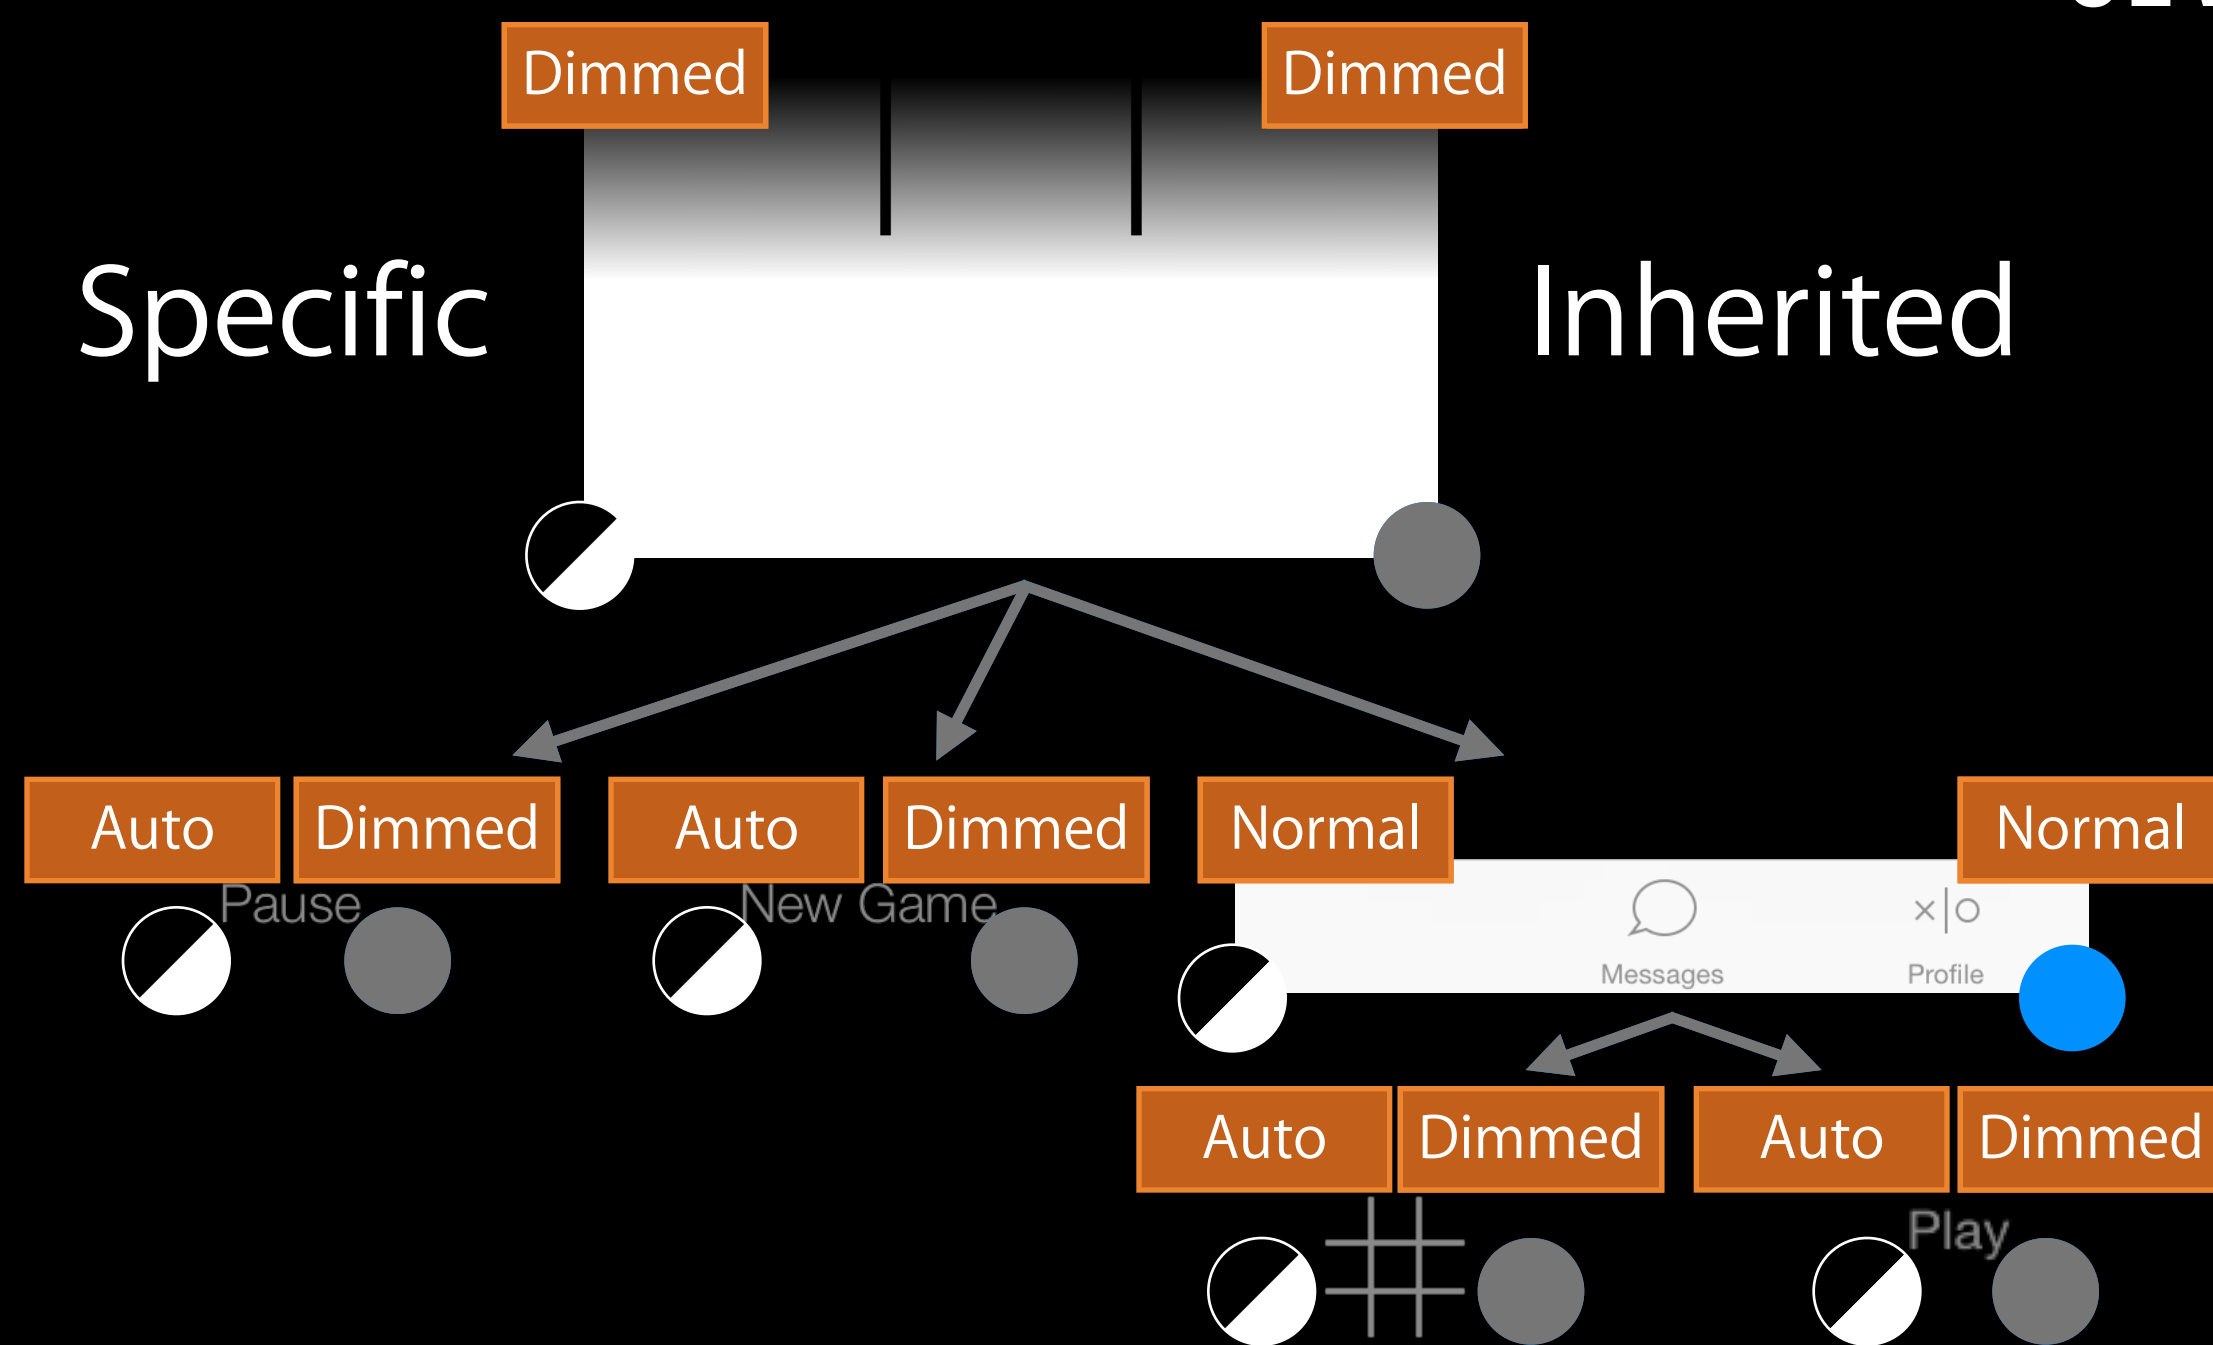 Dimmed
Dimmed
Specific
Inherited
Auto
Dimmed
Auto
Dimmed
Normal
Normal
Pause
New Game
Messages
Profile
Auto
Dimmed
Auto
Dimmed
Play